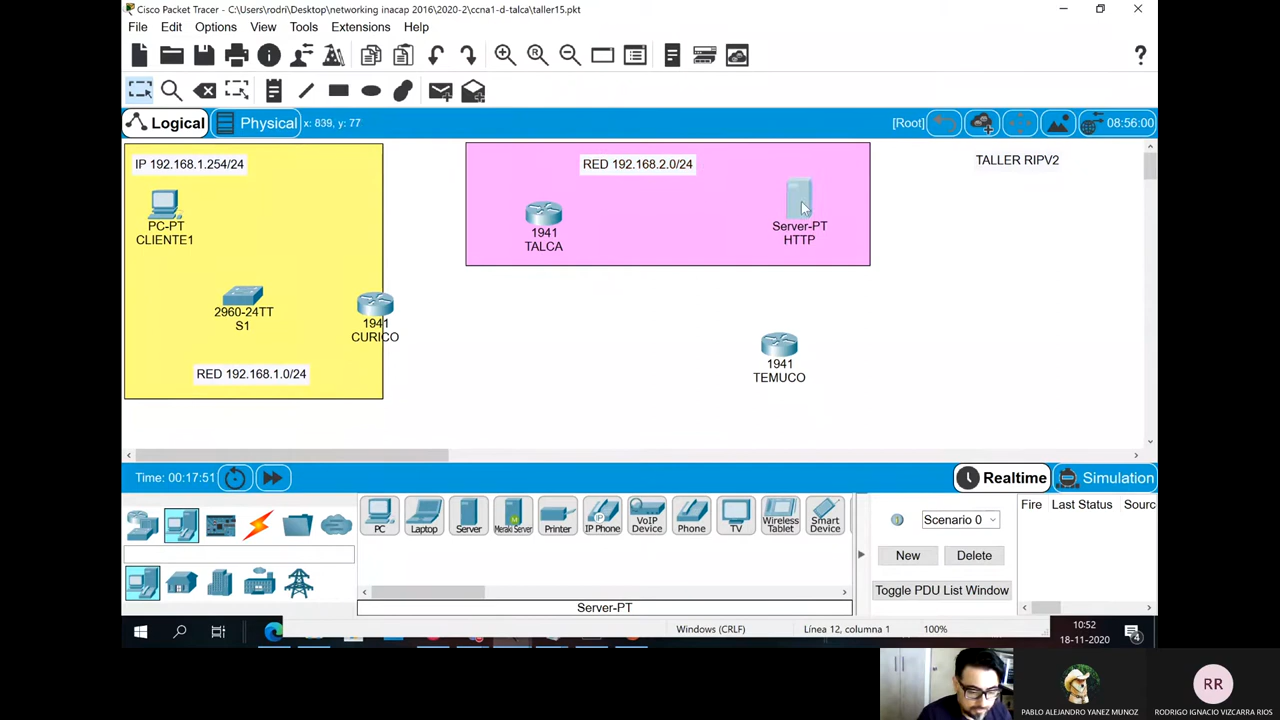 Cisco Packet Tracer - C:\Users\rodri\Desktop\networking inacap 2016\2020-2\ccna1-d-talca\taller15.pkt
File Edit Options View Tools Extensions Help
?
Logical Physical x: 839, y: 77 [Root] 08:56:00
IP 192.168.1.254/24
RED 192.168.2.0/24
TALLER RIPV2
PC-PT
CLIENTE1
1941
TALCA
Server-PT
HTTP
2960-24TT
S1
1941
CURICO
1941
TEMUCO
RED 192.168.1.0/24
Time: 00:17:51 Realtime Simulation
PC Laptop Server Meraki Server Printer IP Phone VoIP Device Phone TV Wireless Tablet Smart Device
Scenario 0
New Delete
Toggle PDU List Window
Fire Last Status Sourc
Server-PT
Windows (CRLF) Línea 12, columna 1 100%
10:52
18-11-2020
4
RR
PABLO ALEJANDRO YANEZ MUNOZ RODRIGO IGNACIO VIZCARRA RIOS